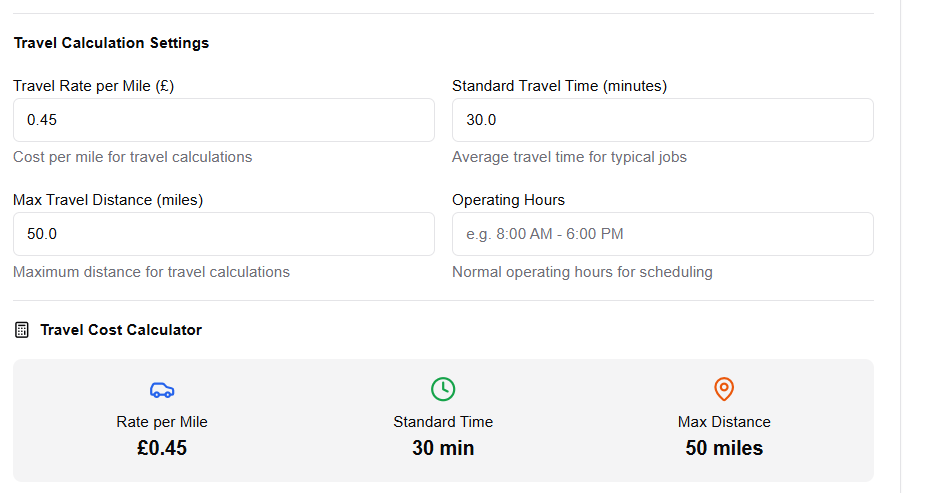 Travel Calculation Settings
Travel Rate per Mile (£)
0.45
Cost per mile for travel calculations
Standard Travel Time (minutes)
30.0
Average travel time for typical jobs
Max Travel Distance (miles)
50.0
Maximum distance for travel calculations
Operating Hours
e.g. 8:00 AM - 6:00 PM
Normal operating hours for scheduling
Travel Cost Calculator
Rate per Mile
£0.45
Standard Time
30 min
Max Distance
50 miles